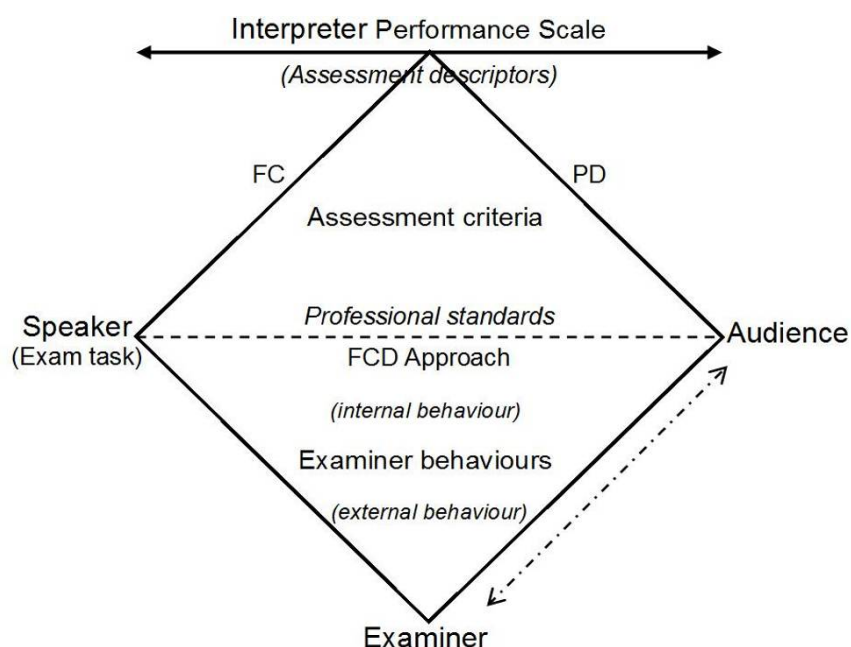 Interpreter Performance Scale
(Assessment descriptors)
FC
PD
Assessment criteria
Professional standards
Speaker
(Exam task)
Audience
FCD Approach
(internal behaviour)
Examiner behaviours
(external behaviour)
Examiner